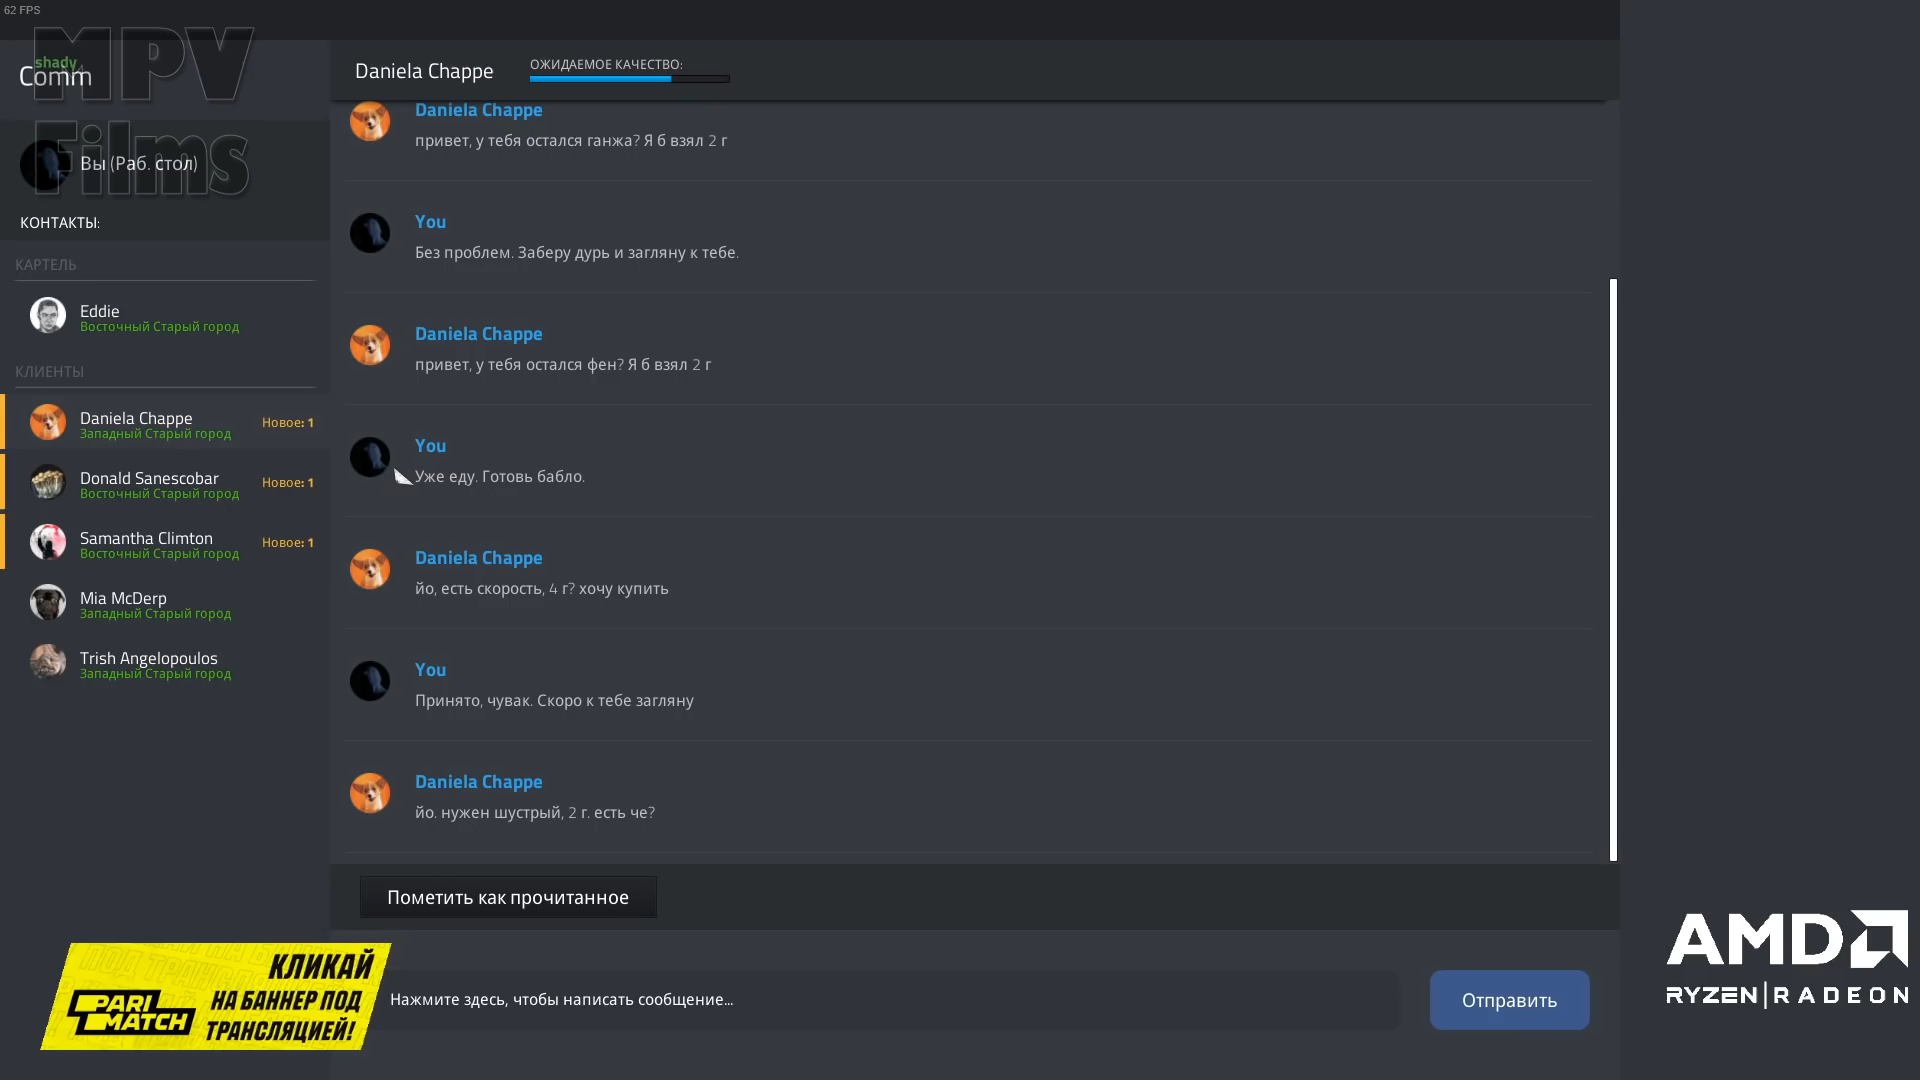 62 FPS
MPV
Films
shady
Comm
Вы (Раб. стол)
КОНТАКТЫ:
КАРТЕЛЬ
Eddie
Восточный Старый город
КЛИЕНТЫ
Daniela Chappe
Западный Старый город
Новое: 1
Donald Sanescobar
Восточный Старый город
Новое: 1
Samantha Climton
Восточный Старый город
Новое: 1
Mia McDerp
Западный Старый город
Trish Angelopoulos
Западный Старый город
Daniela Chappe
ОЖИДАЕМОЕ КАЧЕСТВО:
Daniela Chappe
привет, у тебя остался ганжа? Я б взял 2 г
You
Без проблем. Заберу дурь и загляну к тебе.
Daniela Chappe
привет, у тебя остался фен? Я б взял 2 г
You
Уже еду. Готовь бабло.
Daniela Chappe
йо, есть скорость, 4 г? хочу купить
You
Принято, чувак. Скоро к тебе загляну
Daniela Chappe
йо. нужен шустрый, 2 г. есть че?
Пометить как прочитанное
Нажмите здесь, чтобы написать сообщение...
Отправить
PARI
MATCH
КЛИКАЙ
НА БАННЕР ПОД
ТРАНСЛЯЦИЕЙ!
AMD
RYZEN|RADEON